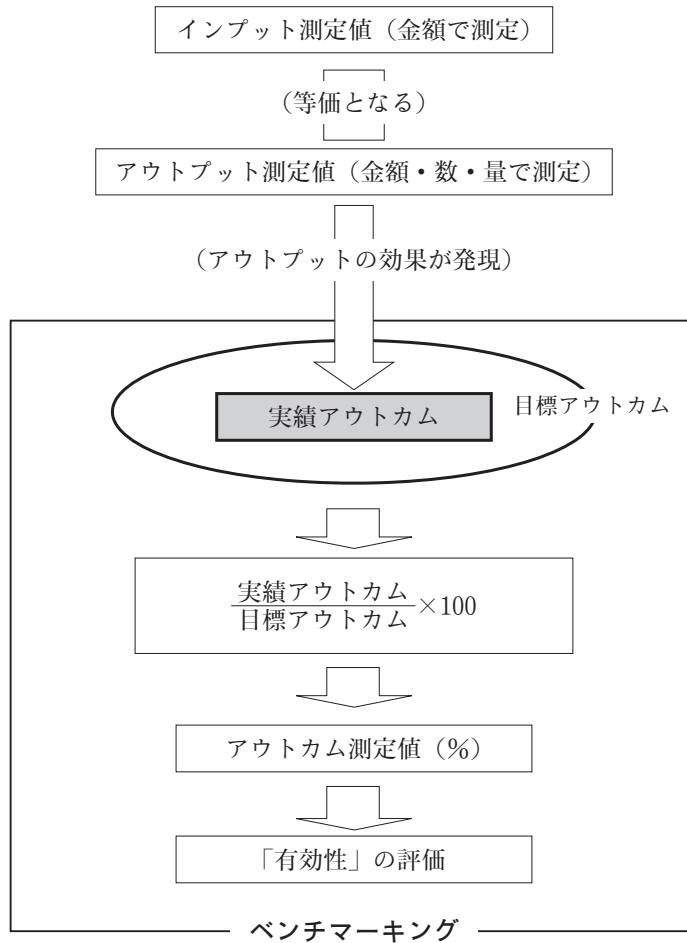 インプット測定値（金額で測定）
（等価となる）
アウトプット測定値（金額・数・量で測定）
（アウトプットの効果が発現）
実績アウトカム
目標アウトカム
実績アウトカム
目標アウトカム
×100
アウトカム測定値（%）
「有効性」の評価
ベンチマーキング